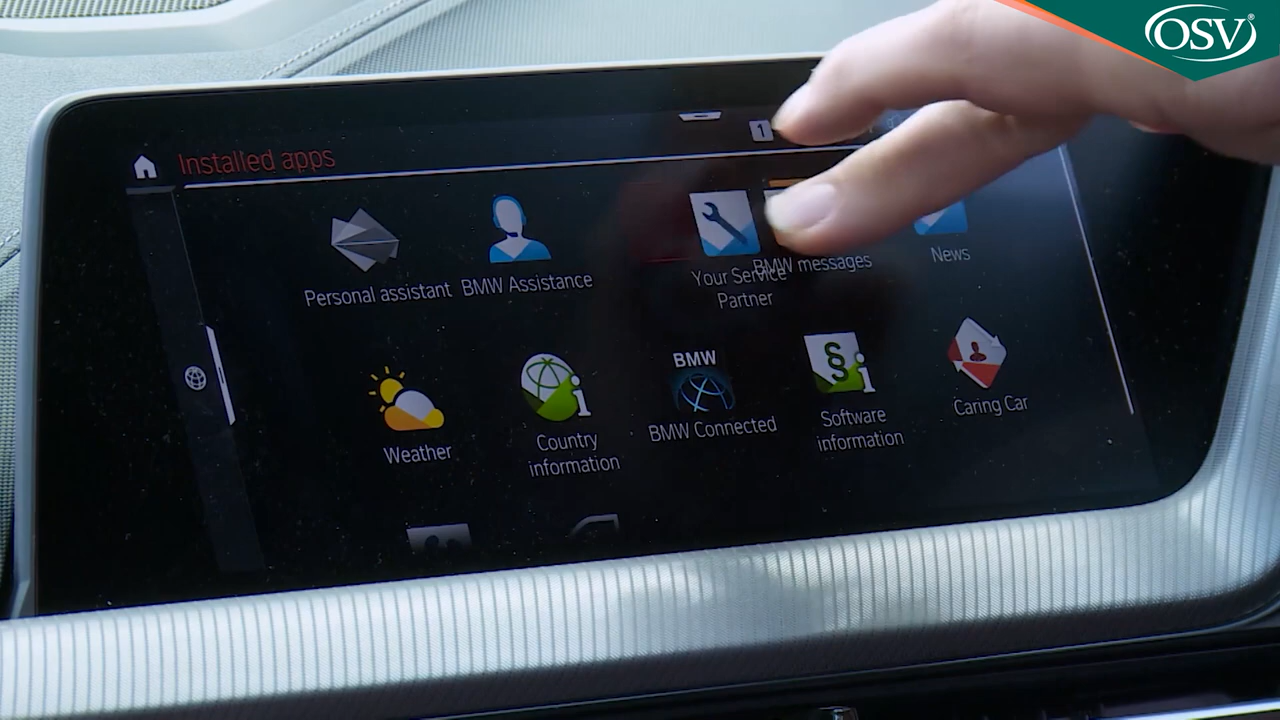 OSV®
1
Installed apps
Personal assistant
BMW Assistance
Your Service
Partner
BMW messages
News
Weather
Country
information
BMW
BMW Connected
§
i
Software
information
Caring Car